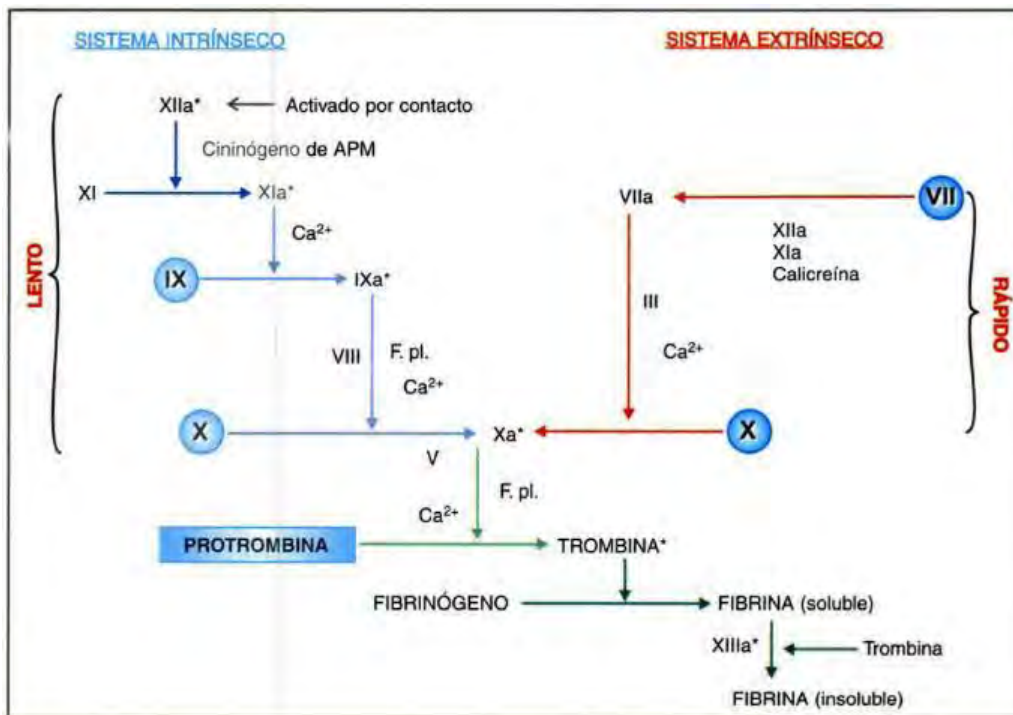 SISTEMA INTRÍNSECO
SISTEMA EXTRÍNSECO
XIIa*
Activado por contacto
Cininógeno de APM
XI
XIa*
VIIa
VII
Ca²⁺
XIIa
XIa
Calicreína
LENTO
RÁPIDO
IX
IXa*
III
VIII
F. pl.
Ca²⁺
Ca²⁺
X
Xa*
X
V
F. pl.
Ca²⁺
PROTROMBINA
TROMBINA*
FIBRINÓGENO
FIBRINA (soluble)
XIIIa*
Trombina
FIBRINA (insoluble)